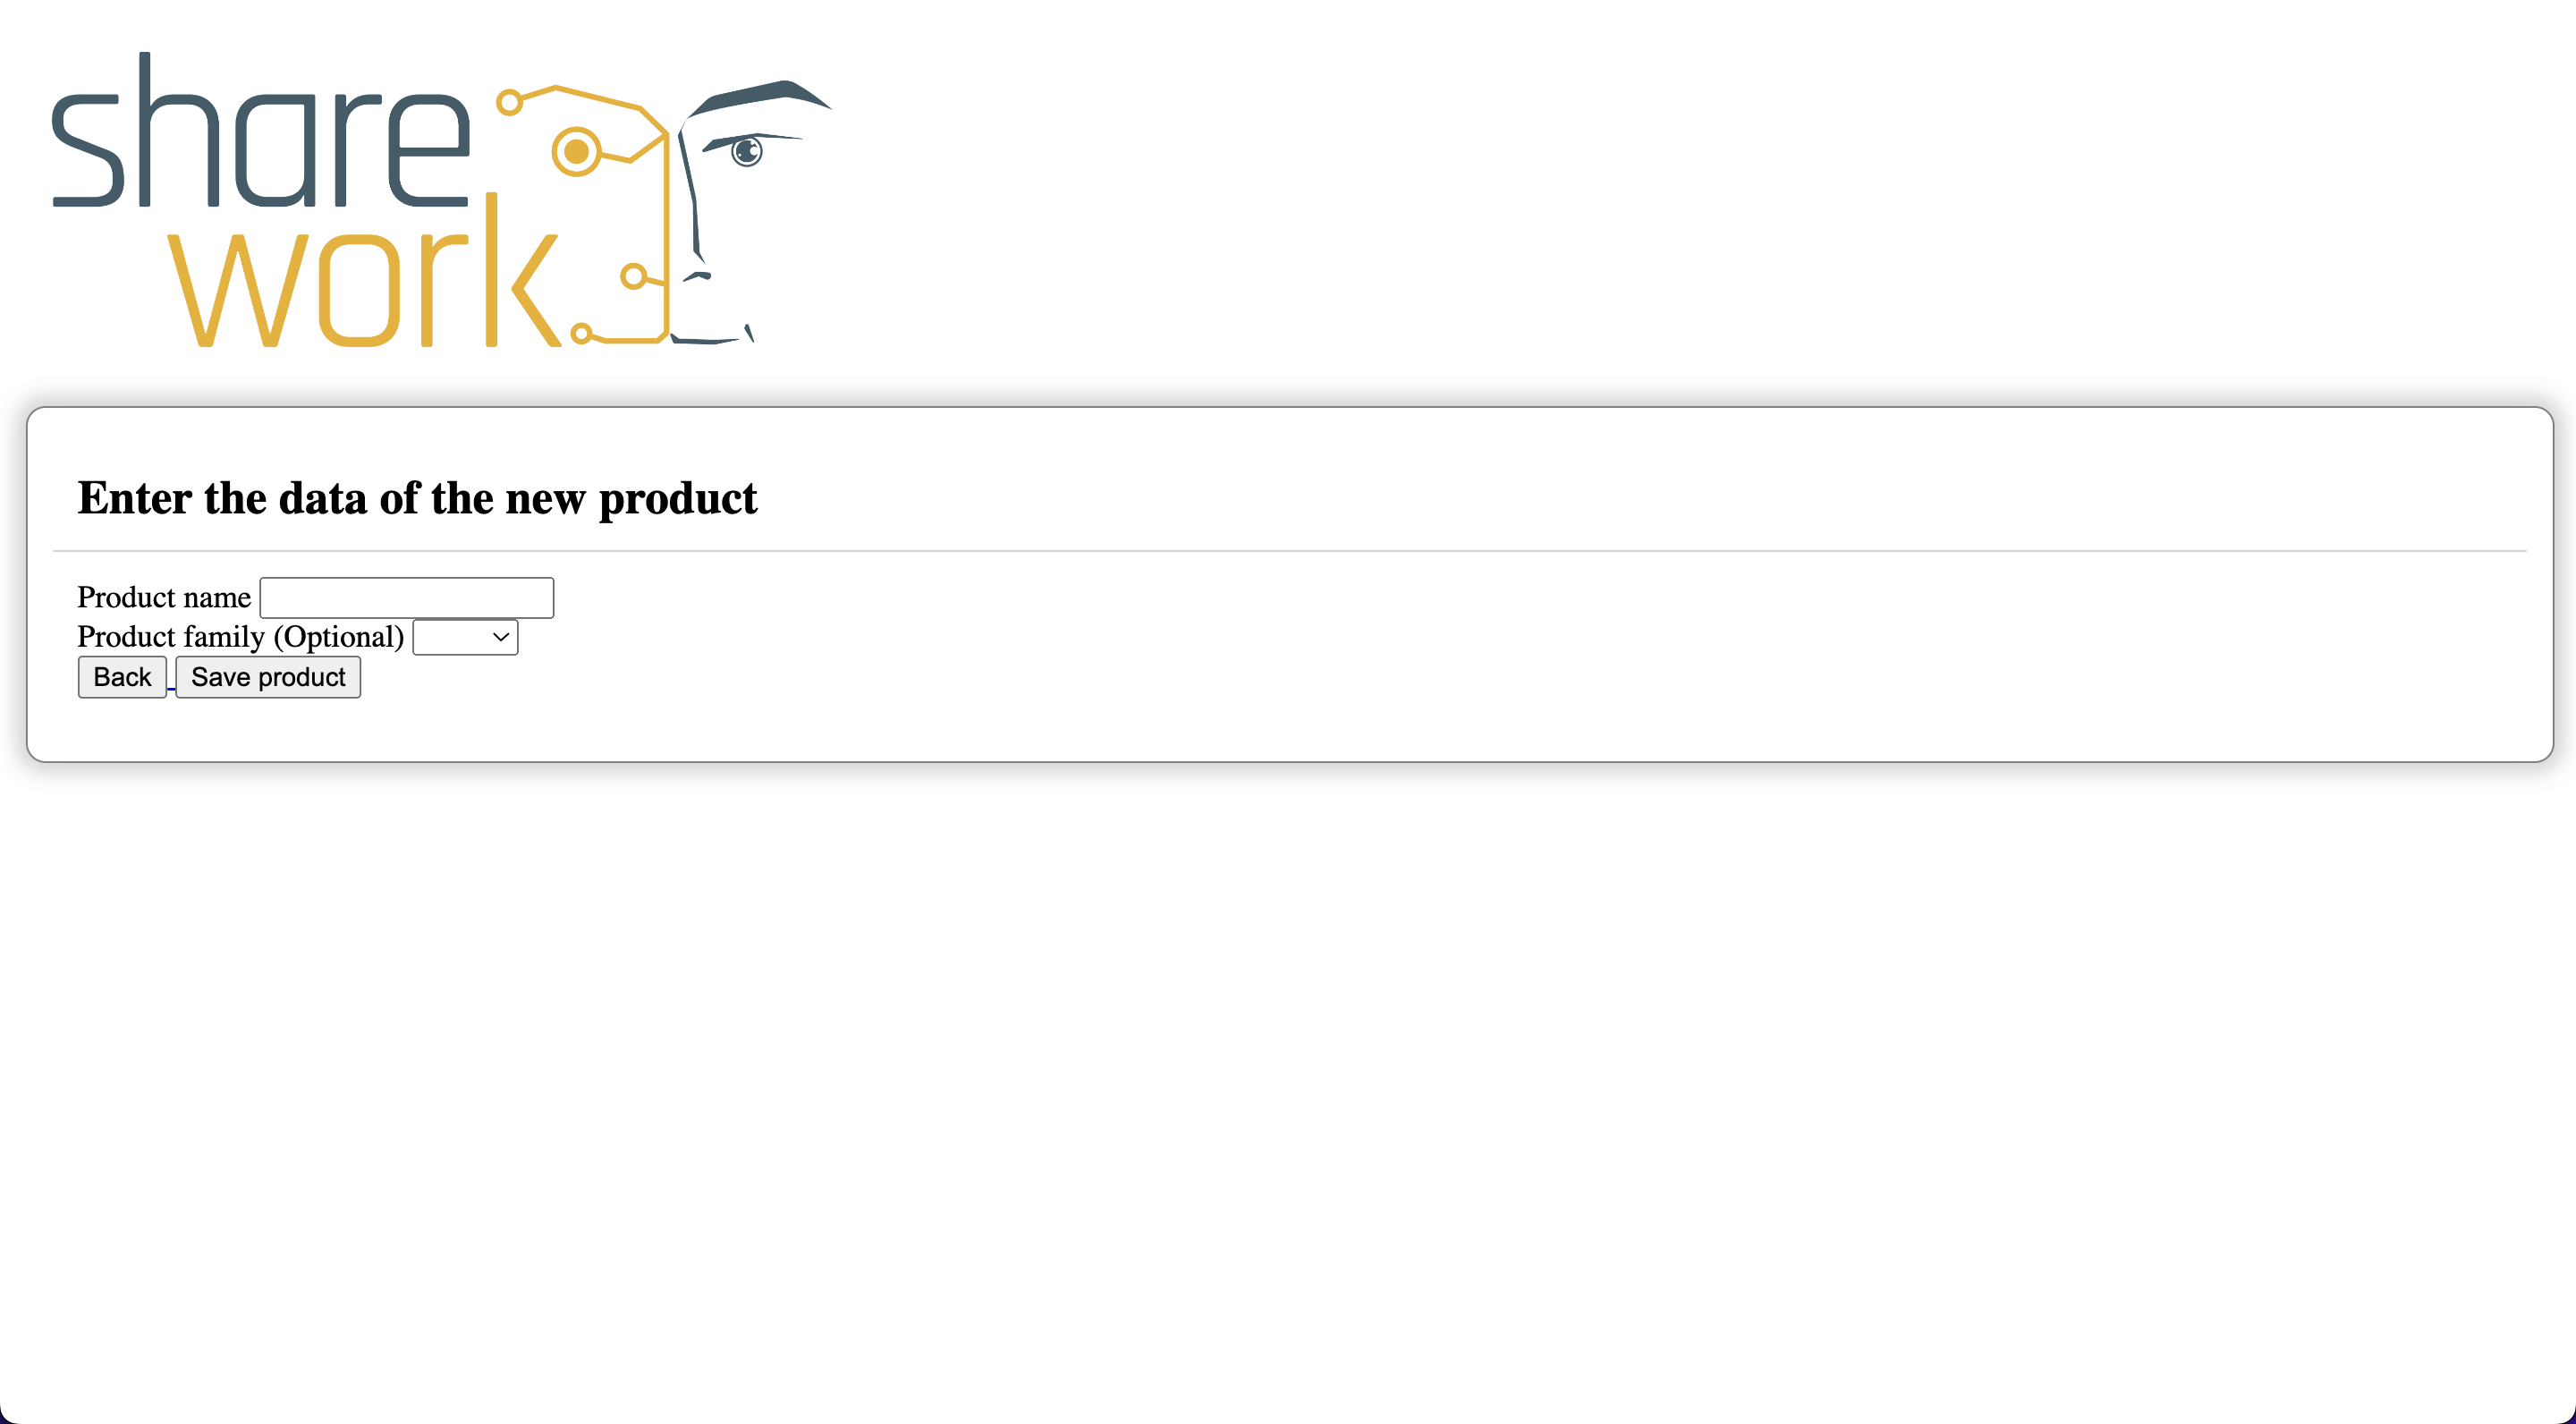 share
work
Enter the data of the new product
Product name
Product family (Optional)
Back Save product